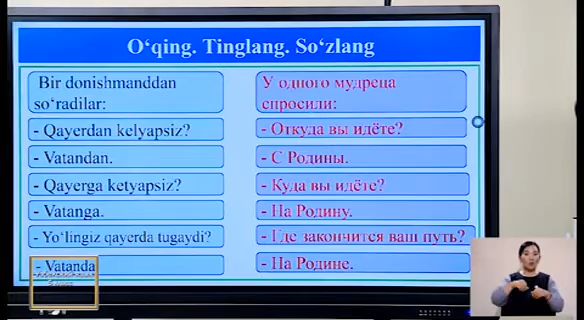 O‘qing. Tinglang. So‘zlang
Bir donishmanddan
so‘radilar:
- Qayerdan kelyapsiz?
- Vatandan.
- Qayerga ketyapsiz?
- Vatanga.
- Yo‘lingiz qayerda tugaydi?
- Vatanda
У одного мудреца
спросили:
- Откуда вы идёте?
- С Родины.
- Куда вы идёте?
- На Родину.
- Где закончится ваш путь?
- На Родине.